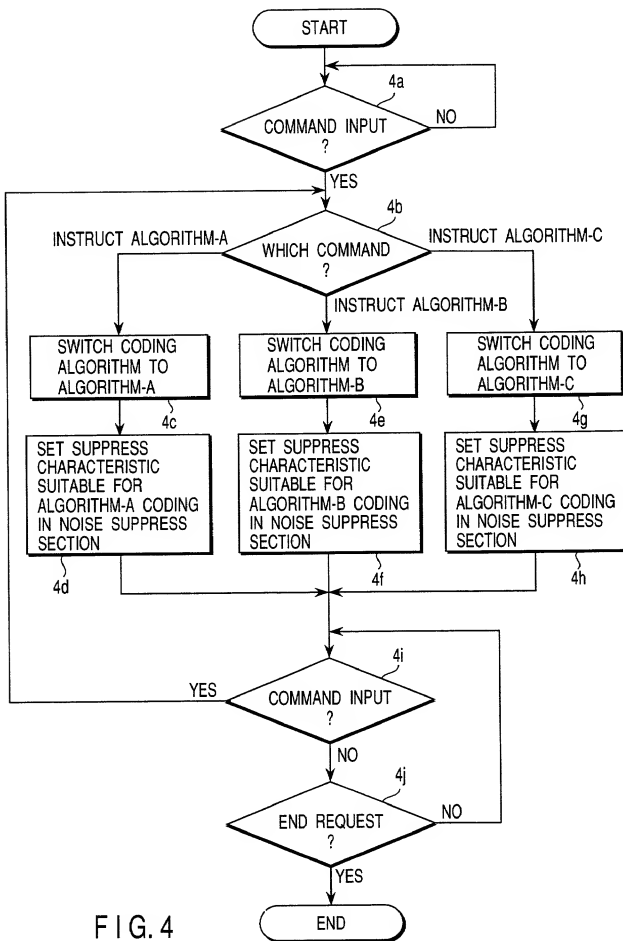 START
4a
COMMAND INPUT
?
NO
YES
4b
INSTRUCT ALGORITHM-A
WHICH COMMAND
?
INSTRUCT ALGORITHM-C
INSTRUCT ALGORITHM-B
SWITCH CODING
ALGORITHM TO
ALGORITHM-A
4c
SWITCH CODING
ALGORITHM TO
ALGORITHM-B
4e
SWITCH CODING
ALGORITHM TO
ALGORITHM-C
4g
SET SUPPRESS
CHARACTERISTIC
SUITABLE FOR
ALGORITHM-A CODING
IN NOISE SUPPRESS
SECTION
4d
SET SUPPRESS
CHARACTERISTIC
SUITABLE FOR
ALGORITHM-B CODING
IN NOISE SUPPRESS
SECTION
4f
SET SUPPRESS
CHARACTERISTIC
SUITABLE FOR
ALGORITHM-C CODING
IN NOISE SUPPRESS
SECTION
4h
4i
YES
COMMAND INPUT
?
NO
4j
END REQUEST
?
NO
YES
END
FIG. 4